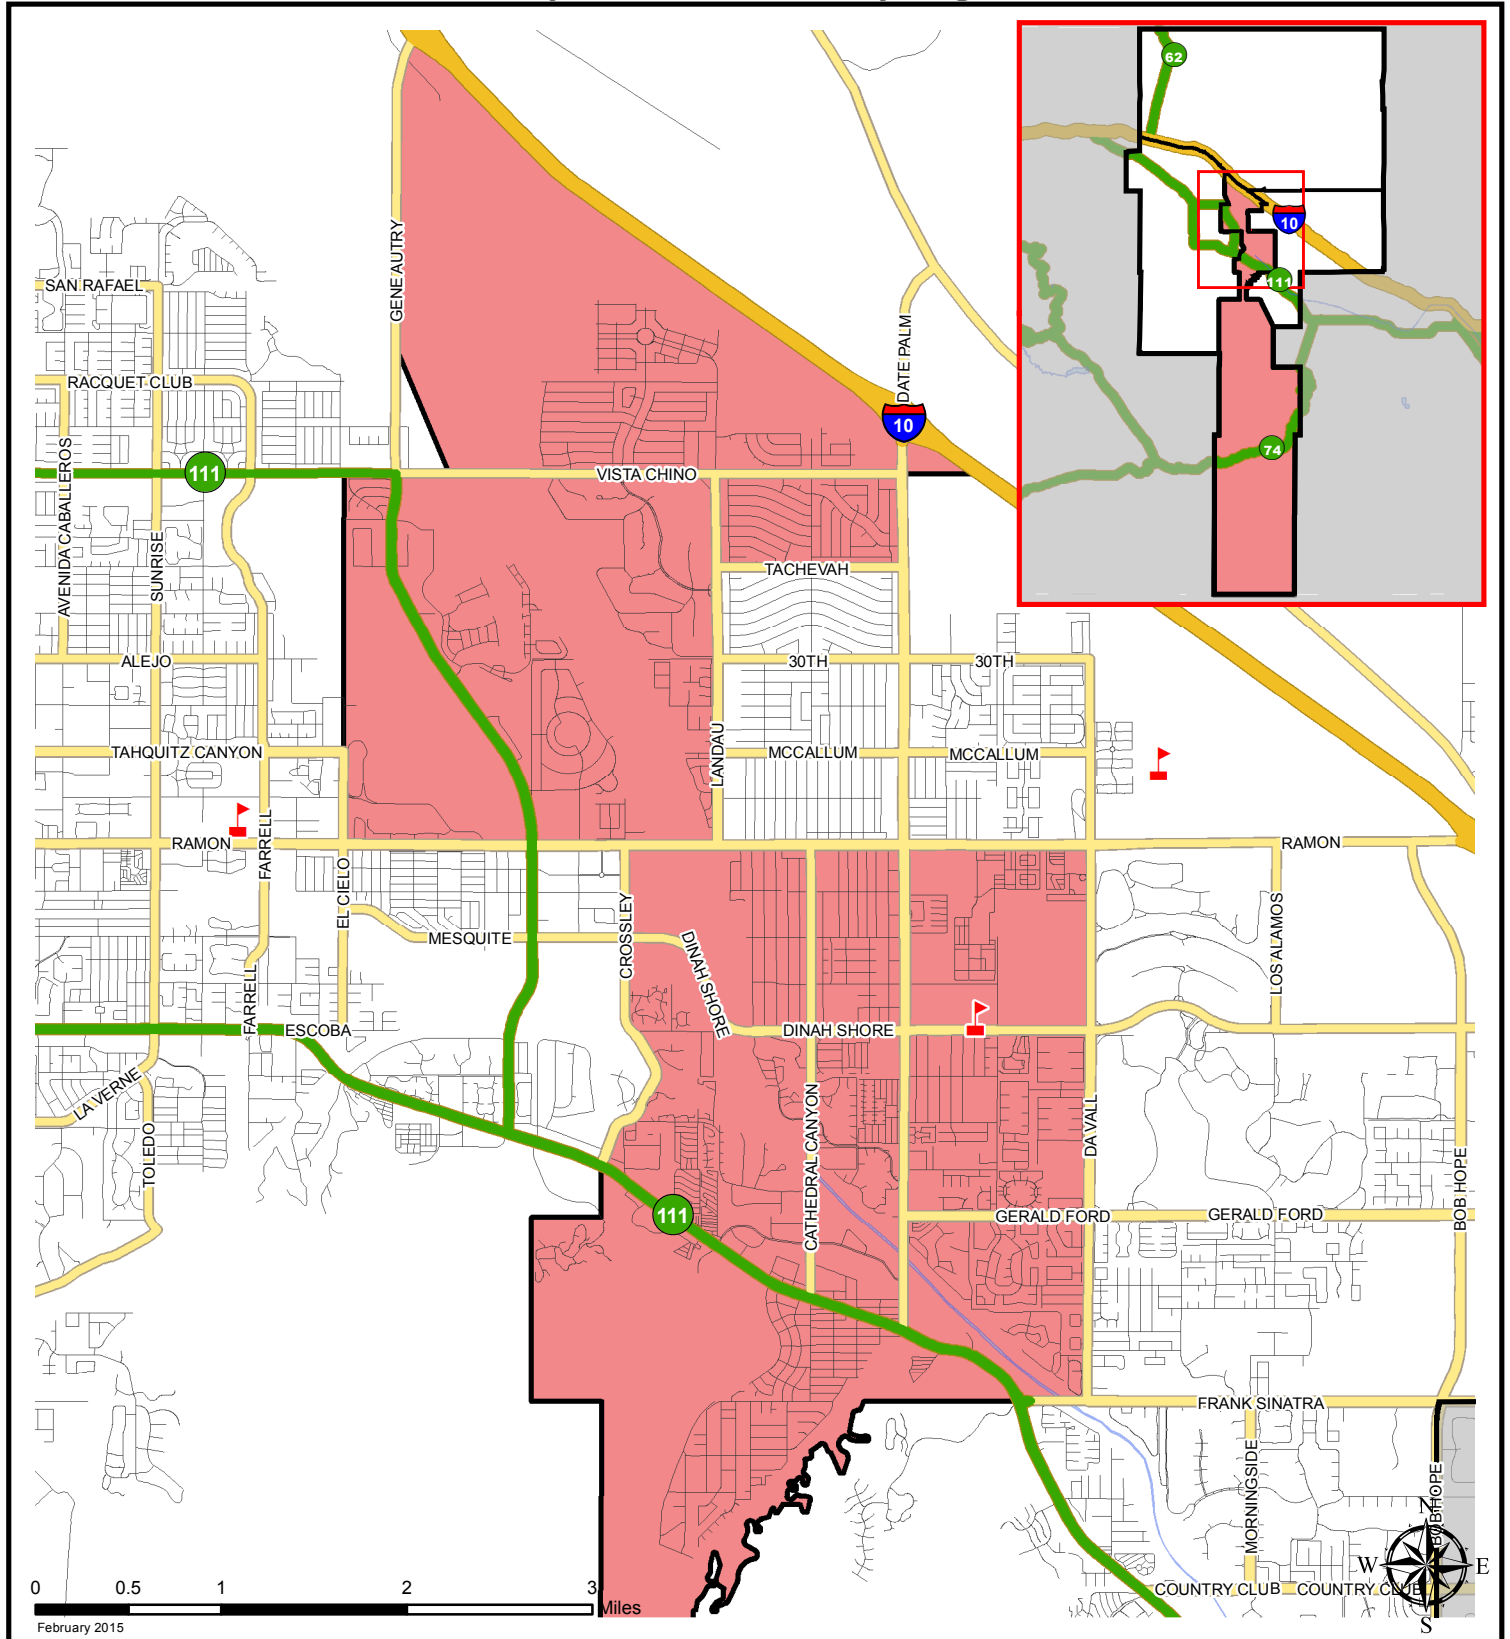 62
10
111
74
GENE AUTRY
SAN RAFAEL
DATE PALM
RACQUET CLUB
10
AVENIDA CABALLEROS
111
VISTA CHINO
SUNRISE
TACHEVAH
ALEJO
30TH
30TH
TAHQUITZ CANYON
LANDAU
MCCALLUM
MCCALLUM
RAMON
FARRELL
RAMON
EL CIELO
CROSSLEY
LOS ALAMOS
MESQUITE
DINAH SHORE
FARRELL
ESCOBA
DINAH SHORE
LA VERNE
TOLEDO
CATHEDRAL CANYON
DA VALL
BOB HOPE
111
GERALD FORD
GERALD FORD
FRANK SINATRA
MORNINGSIDE
BOB HOPE
N
W
E
S
COUNTRY CLUB
COUNTRY CLUB
0 0.5 1 2 3
Miles
February 2015